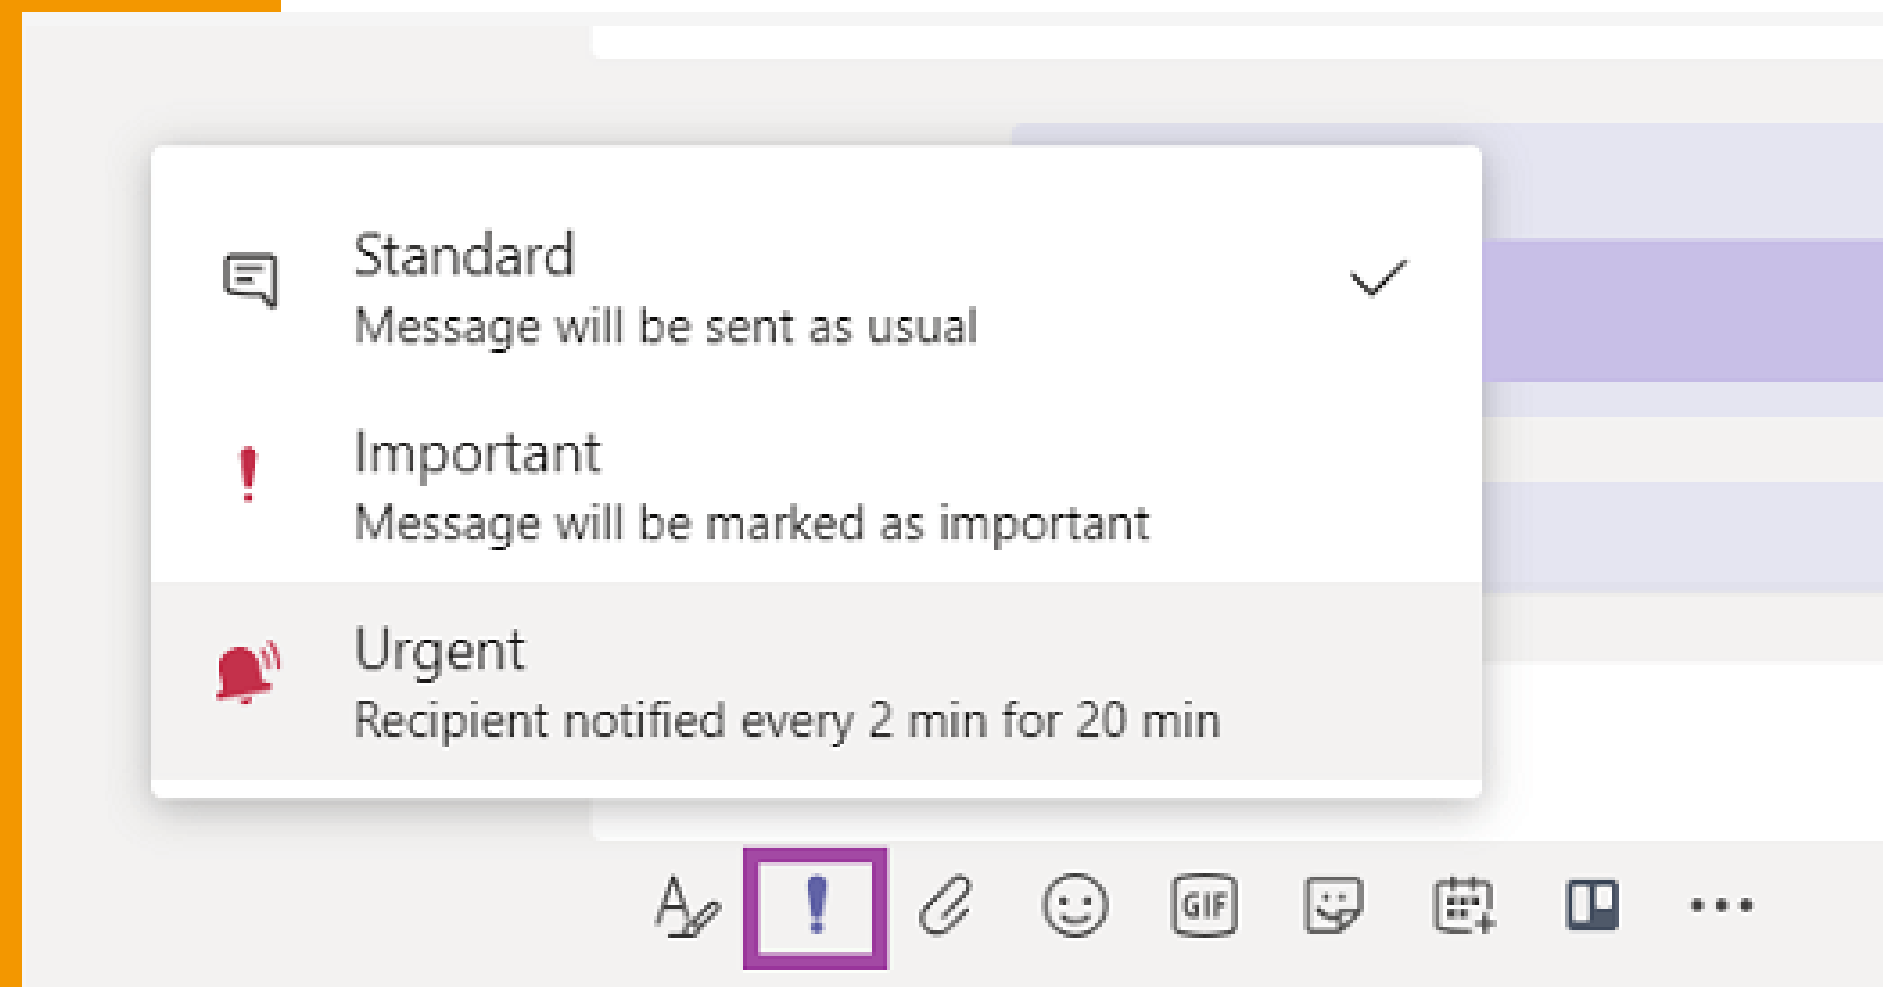 Standard
Message will be sent as usual
Important
Message will be marked as important
Urgent
Recipient notified every 2 min for 20 min
GIF